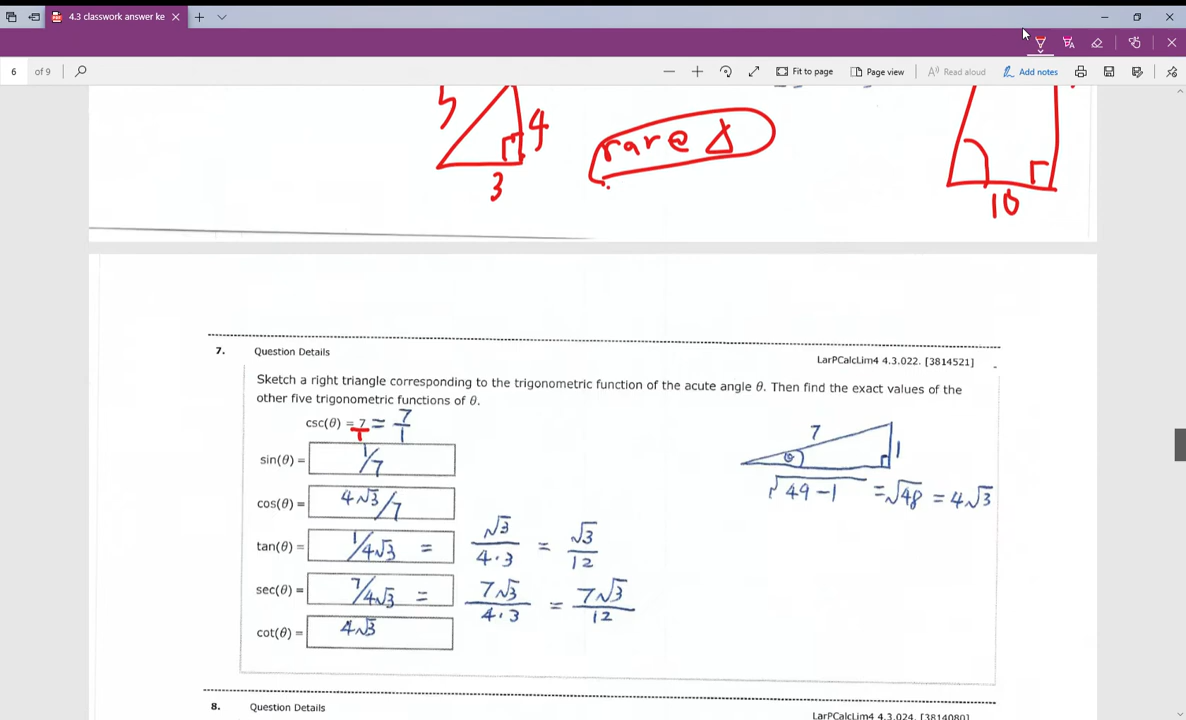 4.3 classwork answer ke
6 of 9
Fit to page
Page view
Read aloud
Add notes
5
4
3
rare △
10
7. Question Details
LarPCalcLim4 4.3.022. [3814521]
Sketch a right triangle corresponding to the trigonometric function of the acute angle θ. Then find the exact values of the
other five trigonometric functions of θ.
csc(θ) = 7/1 = 7/1
7
θ
1
√49-1 = √48 = 4√3
sin(θ) = 1/7
cos(θ) = 4√3/7
tan(θ) = 1/4√3 = √3/4·3 = √3/12
sec(θ) = 7/4√3 = 7√3/4·3 = 7√3/12
cot(θ) = 4√3
8. Question Details
LarPCalcLim4 4.3.024. [3814080]